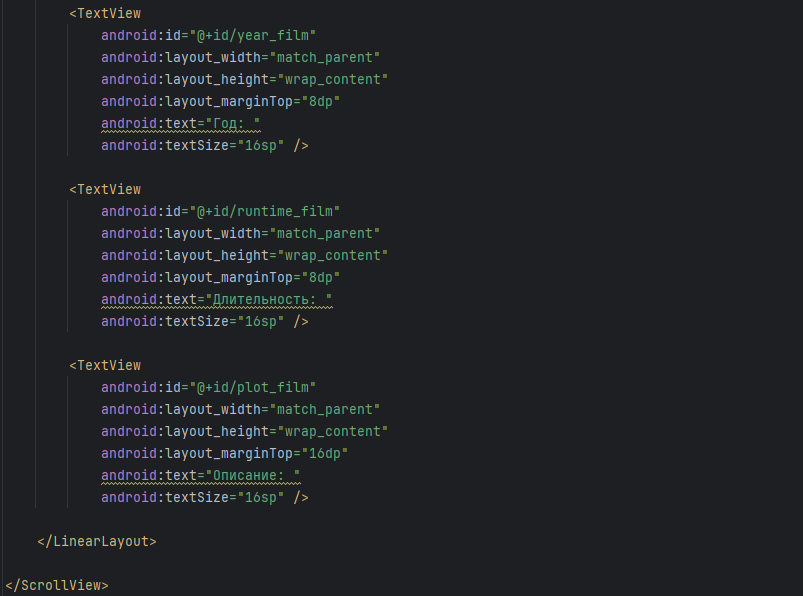 <TextView
android:id="@+id/year_film"
android:layout_width="match_parent"
android:layout_height="wrap_content"
android:layout_marginTop="8dp"
android:text="Год: "
android:textSize="16sp" />
<TextView
android:id="@+id/runtime_film"
android:layout_width="match_parent"
android:layout_height="wrap_content"
android:layout_marginTop="8dp"
android:text="Длительность: "
android:textSize="16sp" />
<TextView
android:id="@+id/plot_film"
android:layout_width="match_parent"
android:layout_height="wrap_content"
android:layout_marginTop="16dp"
android:text="Описание: "
android:textSize="16sp" />
</LinearLayout>
</ScrollView>